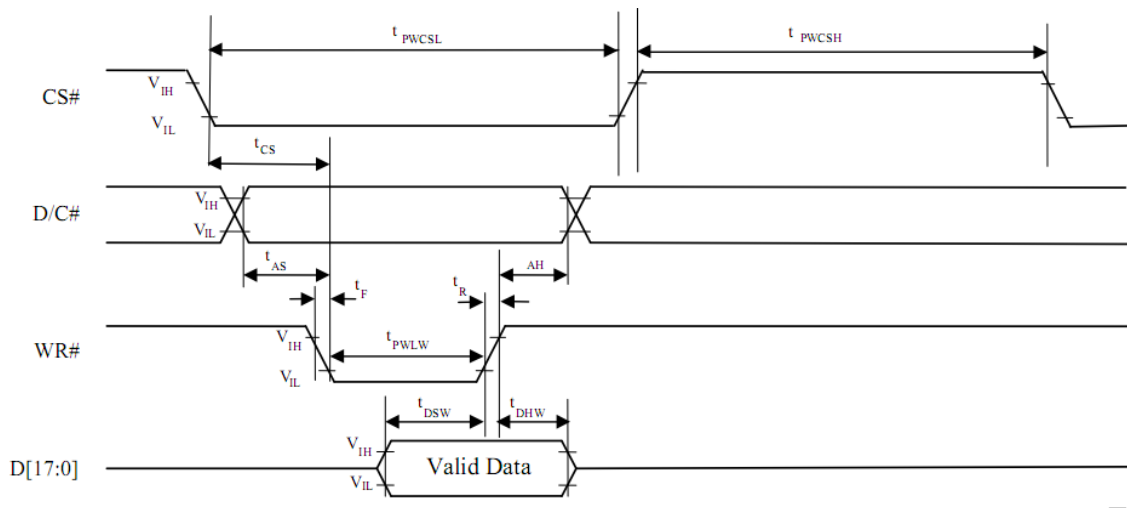 t PWCSL
t PWCSH
CS#
V IH
V IL
t CS
D/C#
V IH
V IL
t AS
t F
t R
AH
WR#
V IH
V IL
t PWLW
t DSW
t DHW
D[17:0]
V IH
V IL
Valid Data